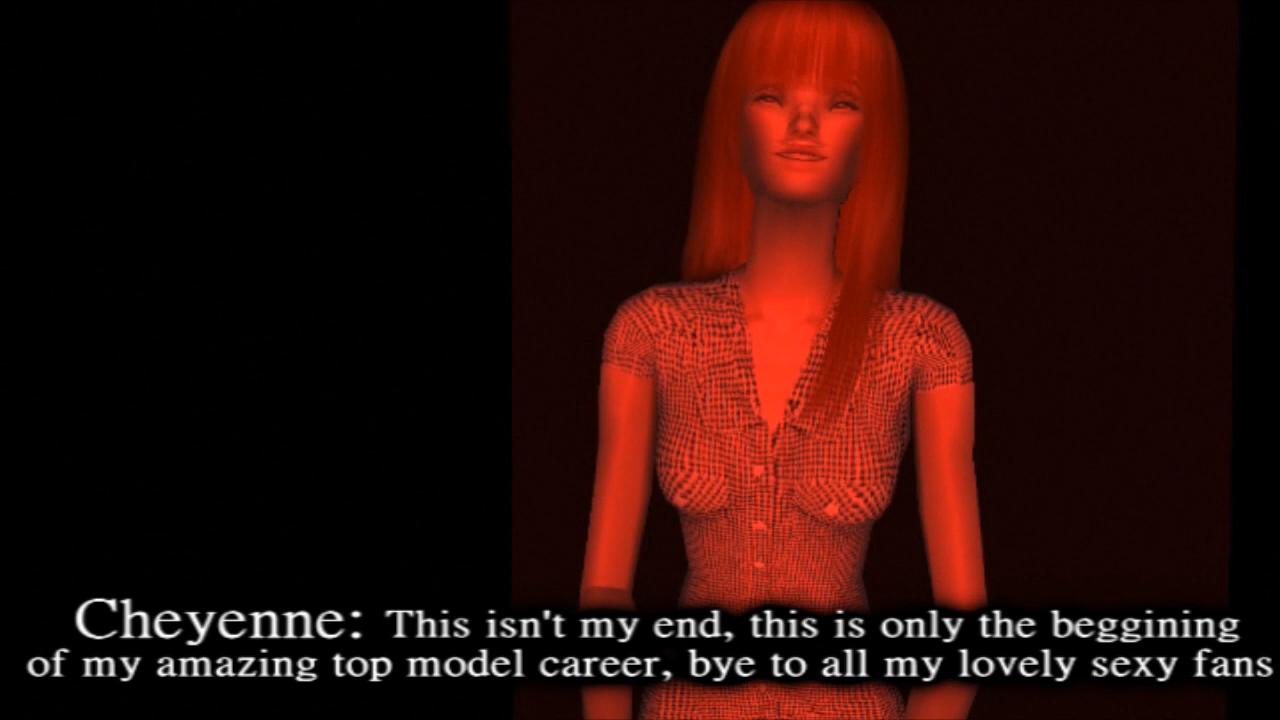 Cheyenne: This isn't my end, this is only the beggining
of my amazing top model career, bye to all my lovely sexy fans